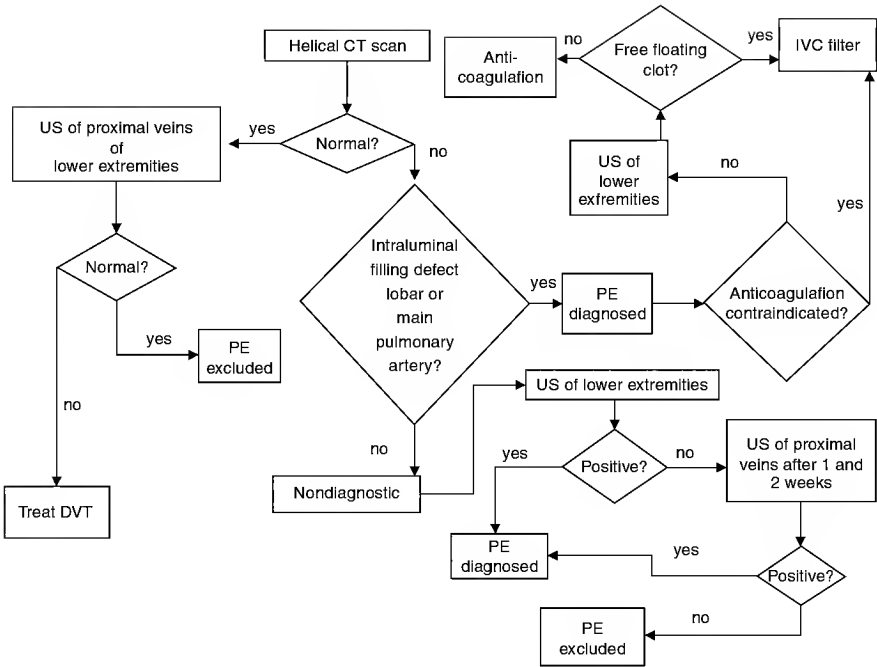 Helical CT scan
Anti-
coagulafion
no
Free floating
clot?
yes
IVC filter
US of proximal veins
of
lower extremities
yes
Normal?
no
US of
lower
exfremities
no
yes
Normal?
yes
PE
excluded
no
Treat DVT
Intraluminal
filling defect
lobar or
main
pulmonary
artery?
yes
PE
diagnosed
Anticoagulafion
contraindicated?
no
Nondiagnostic
US of lower extremities
yes
Positive?
no
US of proximal
veins after 1 and
2 weeks
PE
diagnosed
yes
Positive?
no
PE
excluded